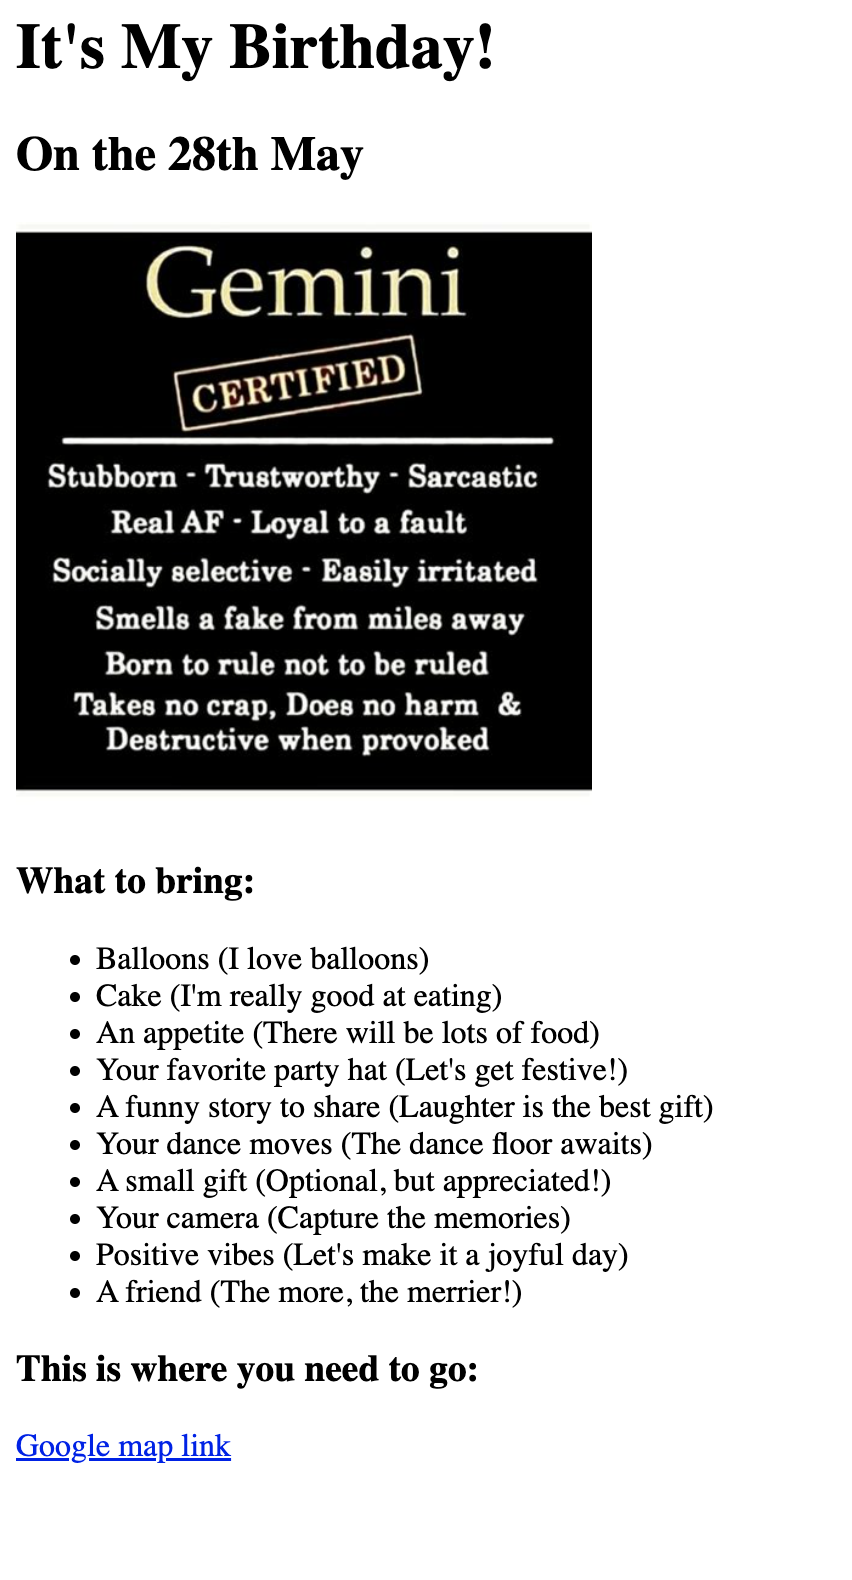 It's My Birthday!
On the 28th May
Gemini
CERTIFIED
Stubborn - Trustworthy - Sarcastic
Real AF - Loyal to a fault
Socially selective - Easily irritated
Smells a fake from miles away
Born to rule not to be ruled
Takes no crap, Does no harm &
Destructive when provoked
What to bring:
• Balloons (I love balloons)
• Cake (I'm really good at eating)
• An appetite (There will be lots of food)
• Your favorite party hat (Let's get festive!)
• A funny story to share (Laughter is the best gift)
• Your dance moves (The dance floor awaits)
• A small gift (Optional, but appreciated!)
• Your camera (Capture the memories)
• Positive vibes (Let's make it a joyful day)
• A friend (The more, the merrier!)
This is where you need to go:
Google map link